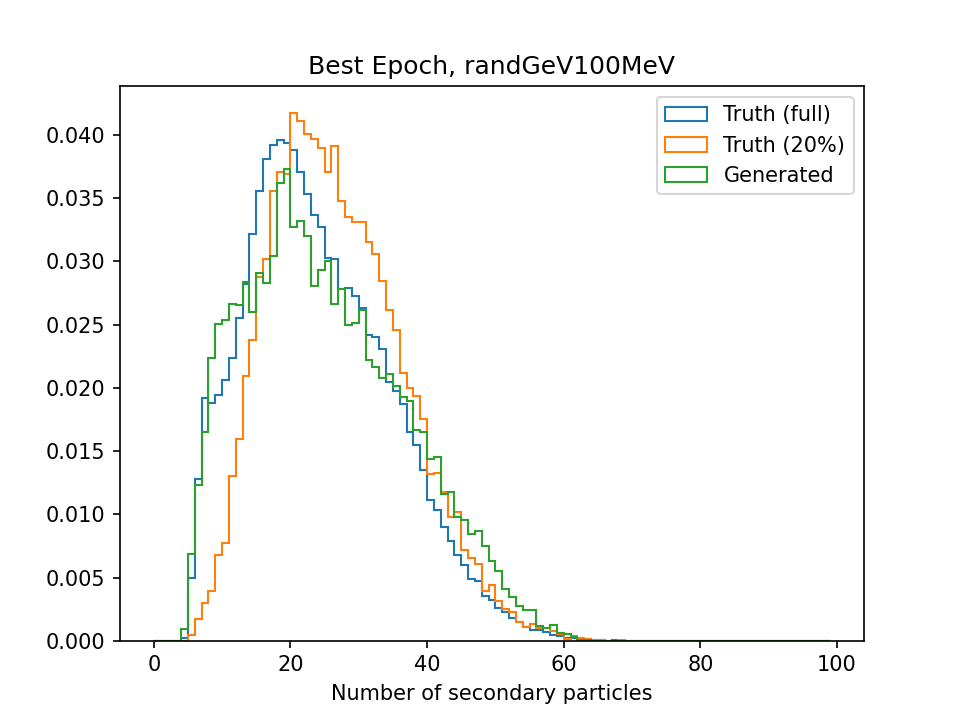 Best Epoch, randGeV100MeV
Truth (full)
Truth (20%)
Generated
0.040
0.035
0.030
0.025
0.020
0.015
0.010
0.005
0.000
0 20 40 60 80 100
Number of secondary particles